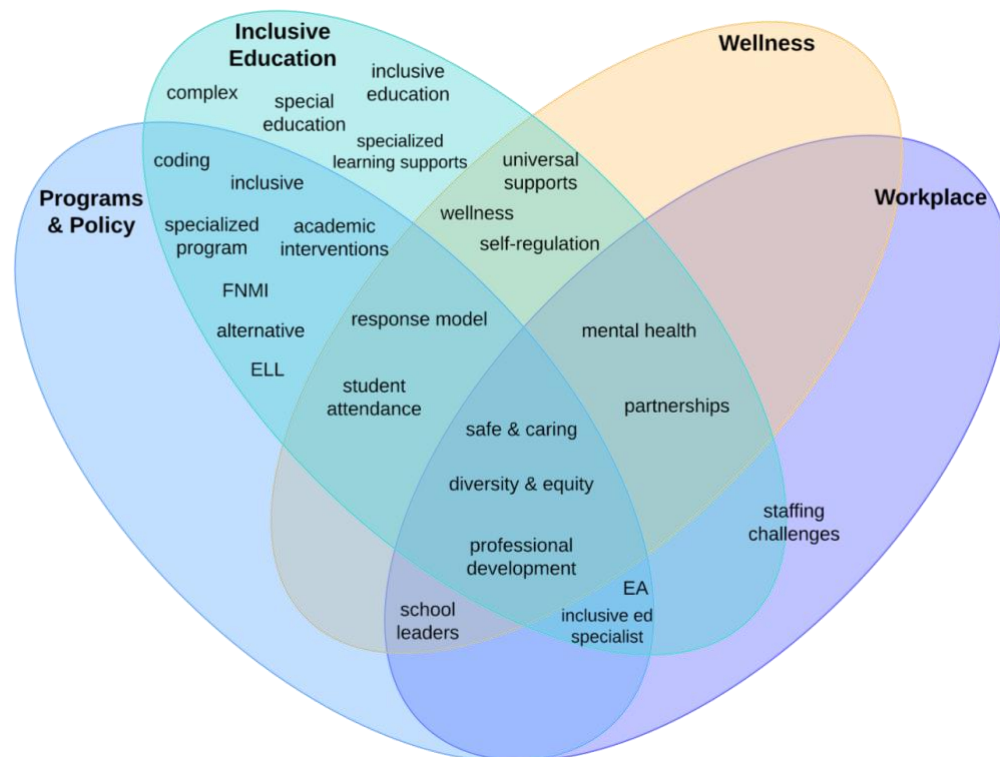 Inclusive
Education
Wellness
inclusive
education
complex
special
education
specialized
learning supports
universal
supports
coding
inclusive
Programs
& Policy
Workplace
wellness
specialized
program
academic
interventions
self-regulation
FNMI
response model
alternative
mental health
ELL
student
attendance
partnerships
safe & caring
diversity & equity
staffing
challenges
professional
development
EA
school
leaders
inclusive ed
specialist